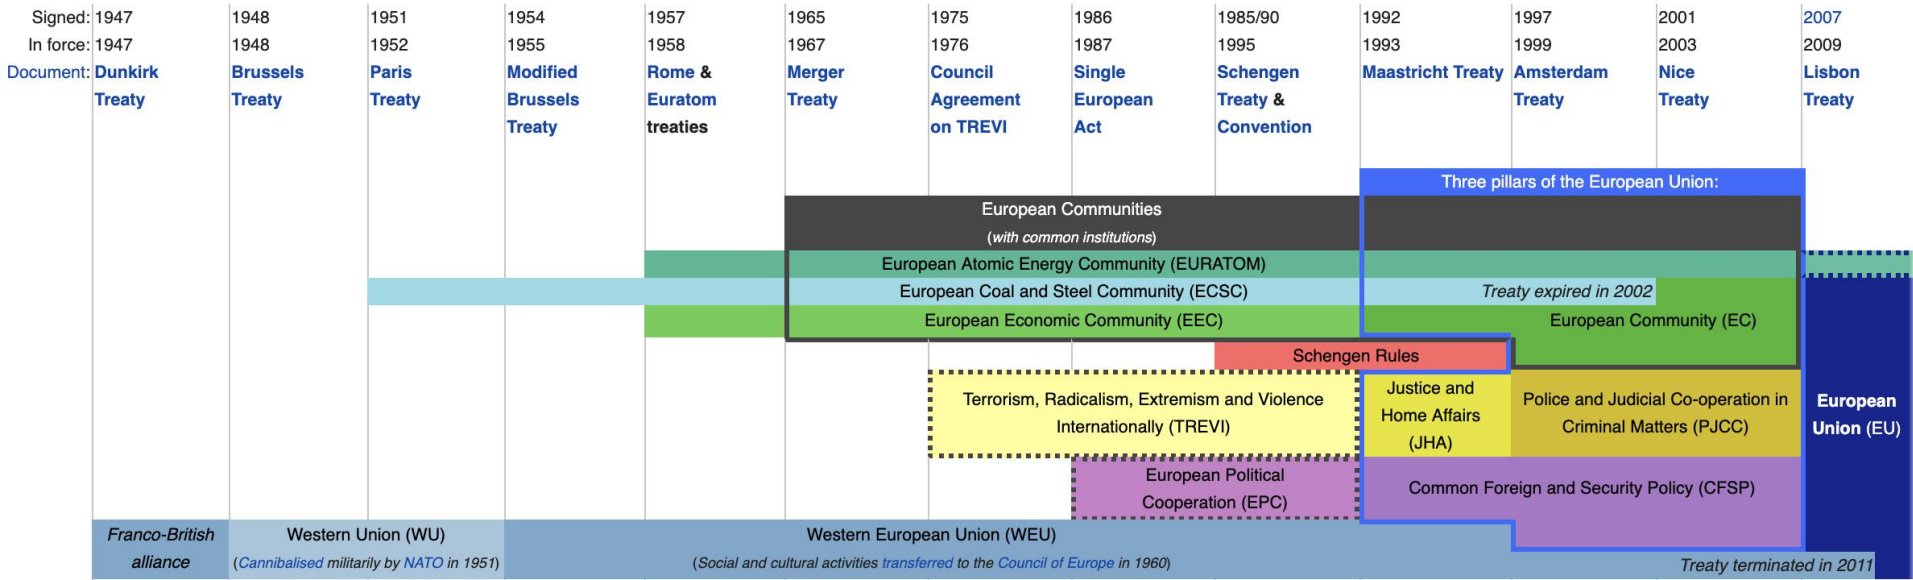 Signed: 1947 1948 1951 1954 1957 1965 1975 1986 1985/90 1992 1997 2001 2007
In force: 1947 1948 1952 1955 1958 1967 1976 1987 1995 1993 1999 2003 2009
Document: Dunkirk Brussels Paris Modified Rome & Merger Council Single Schengen Maastricht Treaty Amsterdam Nice Lisbon
Treaty Treaty Treaty Brussels Euratom Treaty Agreement European Treaty & Treaty Treaty Treaty
Treaty treaties on TREVI Act Convention
Three pillars of the European Union:
European Communities
(with common institutions)
European Atomic Energy Community (EURATOM)
European Coal and Steel Community (ECSC) Treaty expired in 2002
European Economic Community (EEC) European Community (EC)
Schengen Rules
Terrorism, Radicalism, Extremism and Violence
Internationally (TREVI)
Justice and
Home Affairs
(JHA)
Police and Judicial Co-operation in
Criminal Matters (PJCC)
European
Union (EU)
European Political
Cooperation (EPC)
Common Foreign and Security Policy (CFSP)
Franco-British
alliance
Western Union (WU)
(Cannibalised militarily by NATO in 1951)
Western European Union (WEU)
(Social and cultural activities transferred to the Council of Europe in 1960)
Treaty terminated in 2011